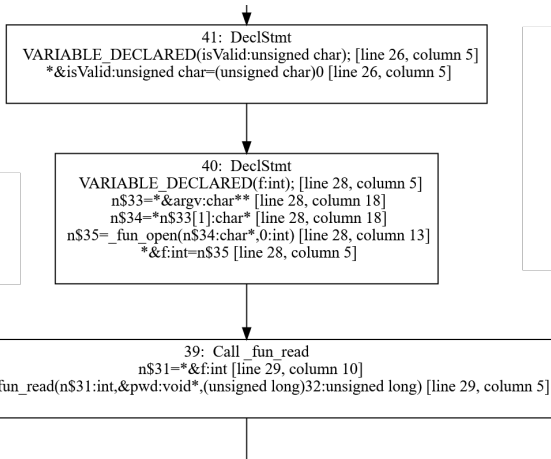 41: DeclStmt
VARIABLE_DECLARED(isValid:unsigned char); [line 26, column 5]
*&isValid:unsigned char=(unsigned char)0 [line 26, column 5]
40: DeclStmt
VARIABLE_DECLARED(f:int); [line 28, column 5]
n$33=*&argv:char** [line 28, column 18]
n$34=*n$33[1]:char* [line 28, column 18]
n$35=_fun_open(n$34:char*,0:int) [line 28, column 13]
*&f:int=n$35 [line 28, column 5]
39: Call _fun_read
n$31=*&f:int [line 29, column 10]
fun_read(n$31:int,&pwd:void*,(unsigned long)32:unsigned long) [line 29, column 5]